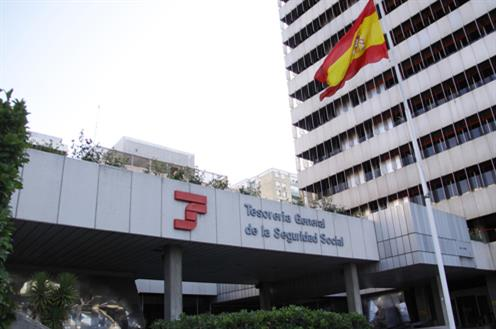 Tesorería General
de la Seguridad Social